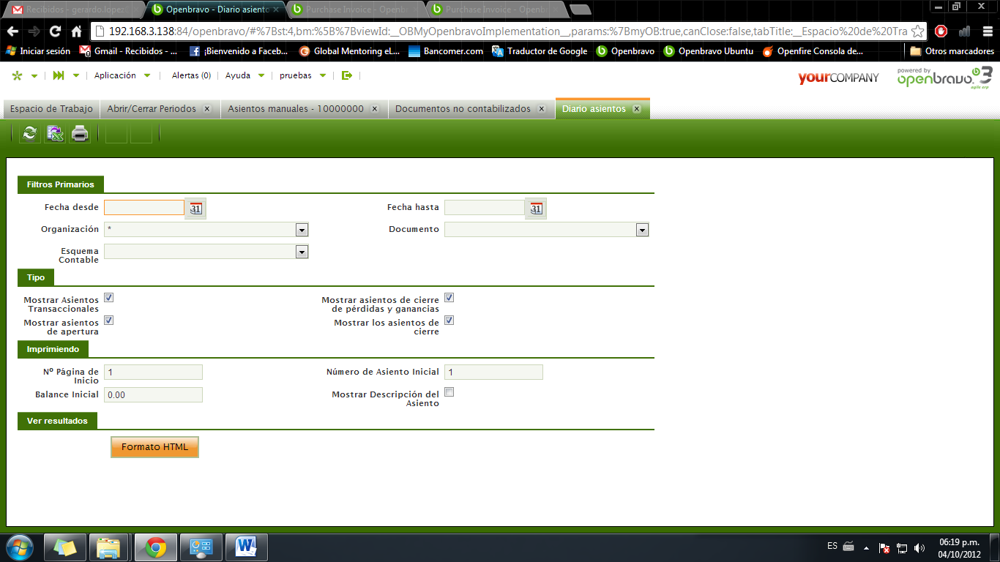 Recibidos - gerardo.lopez
Openbravo - Diario asiento
Purchase Invoice - Openb
Purchase Invoice - Openb
192.168.3.138:84/openbravo/#%7Bst:4,bm:%5B%7BviewId:__OBMyOpenbravoImplementation__,params:%7BmyOB:true,canClose:false,tabTitle:__Espacio%20de%20Tra
Iniciar sesión
Gmail - Recibidos - ...
¡Bienvenido a Faceb...
Global Mentoring eL...
Bancomer.com
Traductor de Google
Openbravo
Openbravo Ubuntu
Openfire Consola de...
Otros marcadores
Aplicación
Alertas (0)
Ayuda
pruebas
yourCOMPANY
powered by
openbravo 3
agile erp
Espacio de Trabajo
Abrir/Cerrar Periodos
Asientos manuales - 10000000
Documentos no contabilizados
Diario asientos
Filtros Primarios
Fecha desde
31
Fecha hasta
31
Organización
*
Documento
Esquema
Contable
Tipo
Mostrar Asientos
Transaccionales
Mostrar asientos de cierre
de pérdidas y ganancias
Mostrar asientos
de apertura
Mostrar los asientos de
cierre
Imprimiendo
Nº Página de
Inicio
1
Número de Asiento Inicial
1
Balance Inicial
0.00
Mostrar Descripción del
Asiento
Ver resultados
Formato HTML
ES
06:19 p.m.
04/10/2012